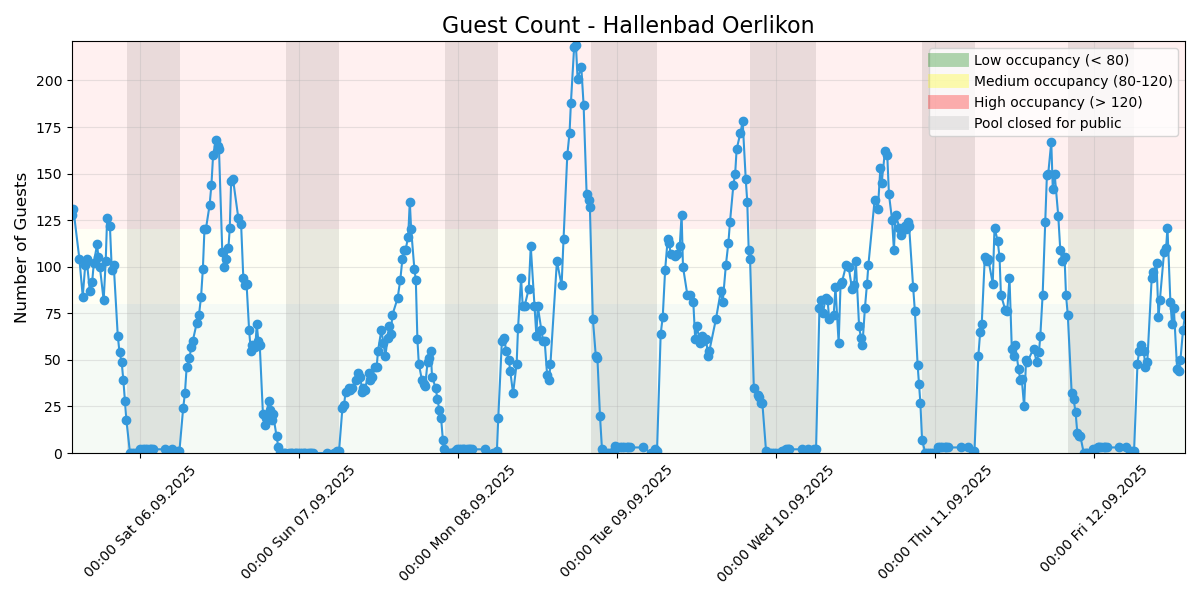 Guest Count - Hallenbad Oerlikon
Low occupancy (< 80)
Medium occupancy (80-120)
High occupancy (> 120)
Pool closed for public
Number of Guests
200
175
150
125
100
75
50
25
0
00:00 Sat 06.09.2025
00:00 Sun 07.09.2025
00:00 Mon 08.09.2025
00:00 Tue 09.09.2025
00:00 Wed 10.09.2025
00:00 Thu 11.09.2025
00:00 Fri 12.09.2025